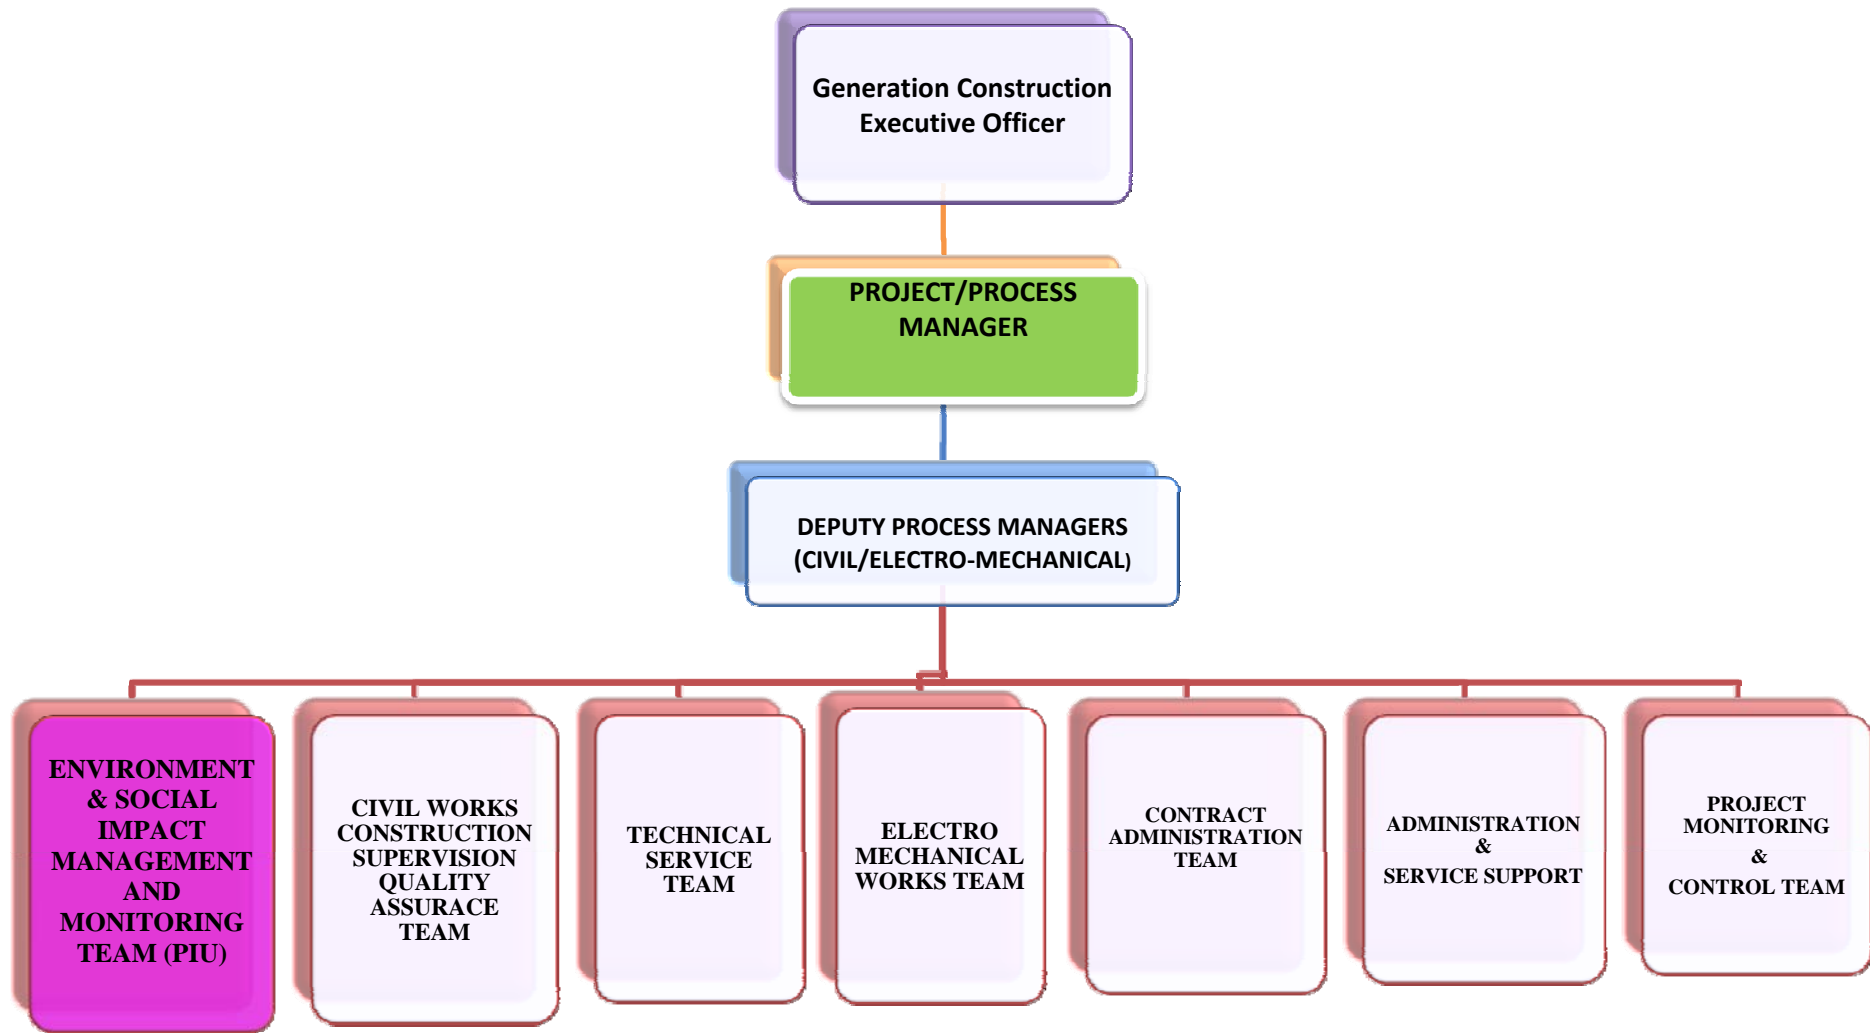 Generation Construction
Executive Officer
PROJECT/PROCESS
MANAGER
DEPUTY PROCESS MANAGERS
(CIVIL/ELECTRO-MECHANICAL)
ENVIRONMENT
& SOCIAL
IMPACT
MANAGEMENT
AND
MONITORING
TEAM (PIU)
CIVIL WORKS
CONSTRUCTION
SUPERVISION
QUALITY
ASSURACE
TEAM
TECHNICAL
SERVICE
TEAM
ELECTRO
MECHANICAL
WORKS TEAM
CONTRACT
ADMINISTRATION
TEAM
ADMINISTRATION
&
SERVICE SUPPORT
PROJECT
MONITORING
&
CONTROL TEAM